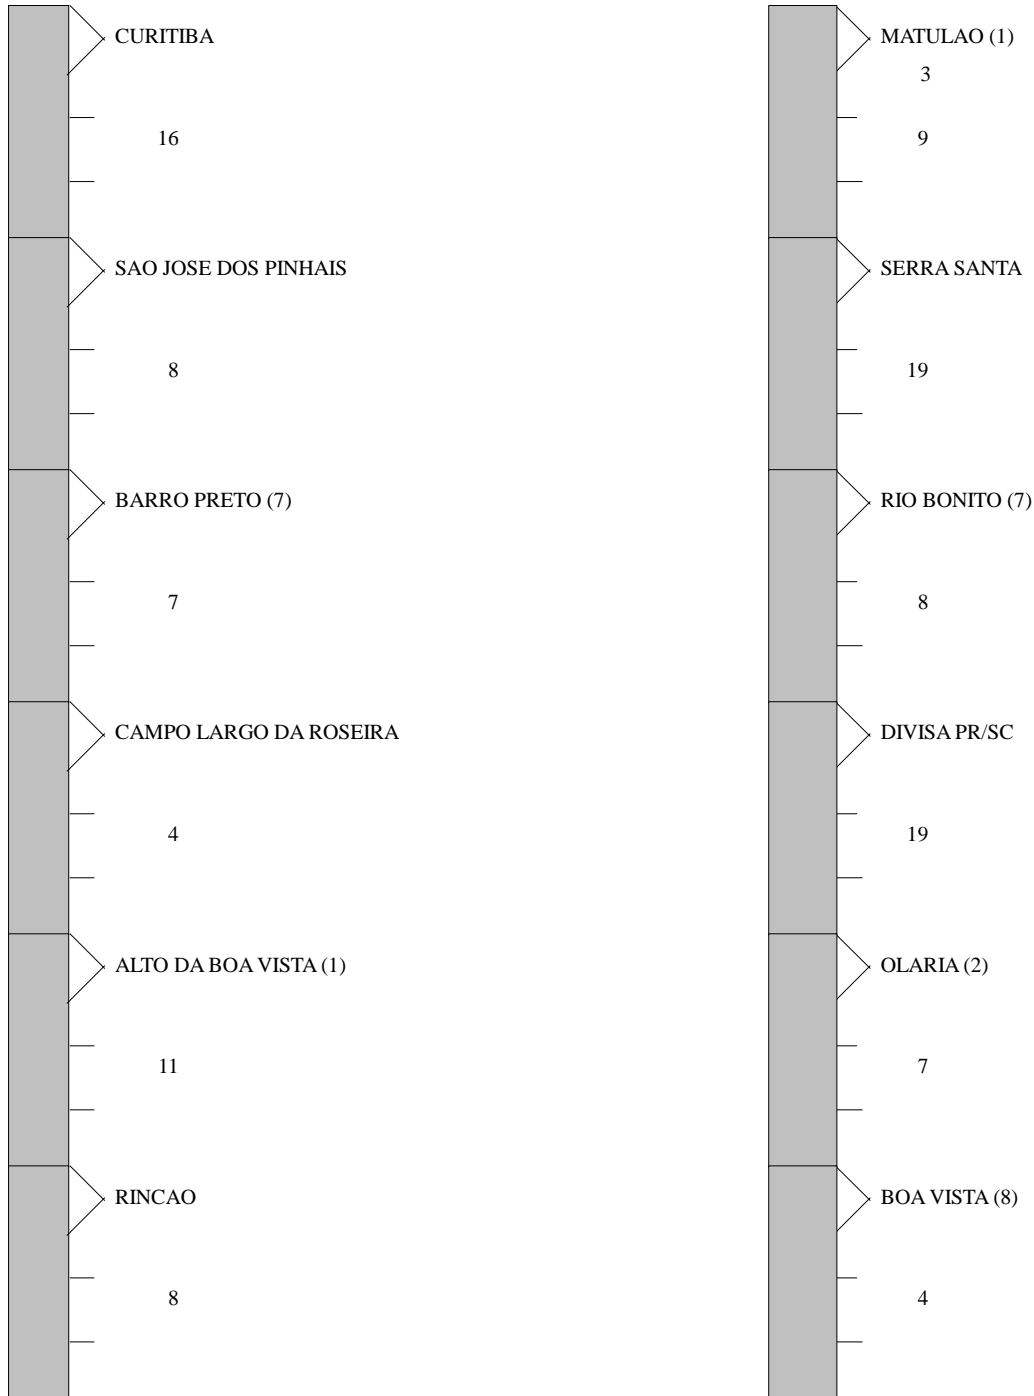 CURITIBA
16
SAO JOSE DOS PINHAIS
8
BARRO PRETO (7)
7
CAMPO LARGO DA ROSEIRA
4
ALTO DA BOA VISTA (1)
11
RINCAO
8
MATULAO (1)
3
9
SERRA SANTA
19
RIO BONITO (7)
8
DIVISA PR/SC
19
OLARIA (2)
7
BOA VISTA (8)
4